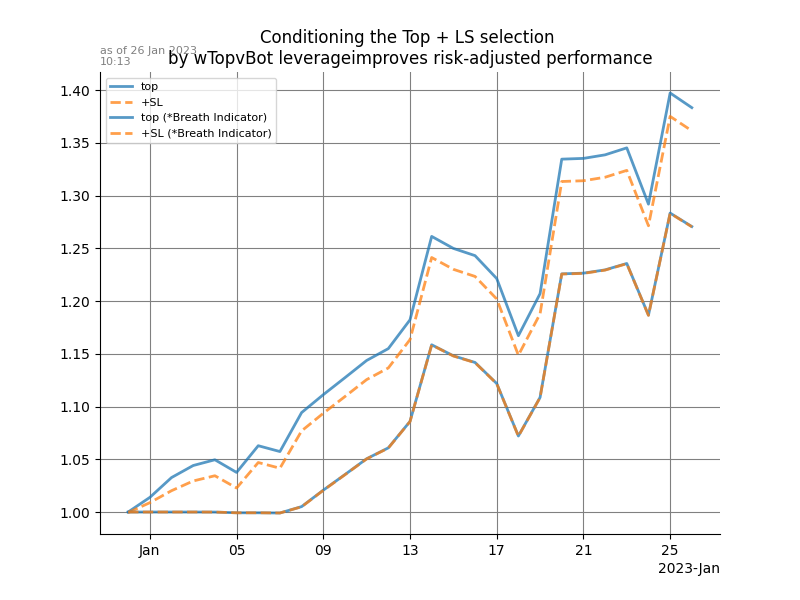 Conditioning the Top + LS selection
by wTopvBot leverageimproves risk-adjusted performance
as of 26 Jan 2023
10:13
top
+SL
top (*Breath Indicator)
+SL (*Breath Indicator)
1.40
1.35
1.30
1.25
1.20
1.15
1.10
1.05
1.00
Jan 05 09 13 17 21 25
2023-Jan